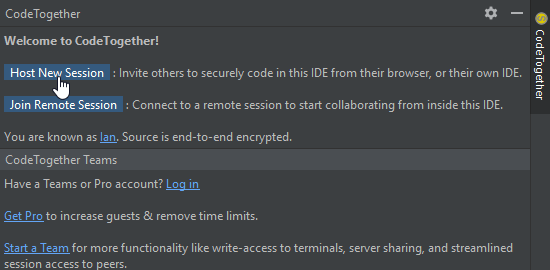 CodeTogether
Welcome to CodeTogether!
Host New Session : Invite others to securely code in this IDE from their browser, or their own IDE.
Join Remote Session : Connect to a remote session to start collaborating from inside this IDE.
You are known as Ian. Source is end-to-end encrypted.
CodeTogether Teams
Have a Teams or Pro account? Log in
Get Pro to increase guests & remove time limits.
Start a Team for more functionality like write-access to terminals, server sharing, and streamlined
session access to peers.
CodeTogether